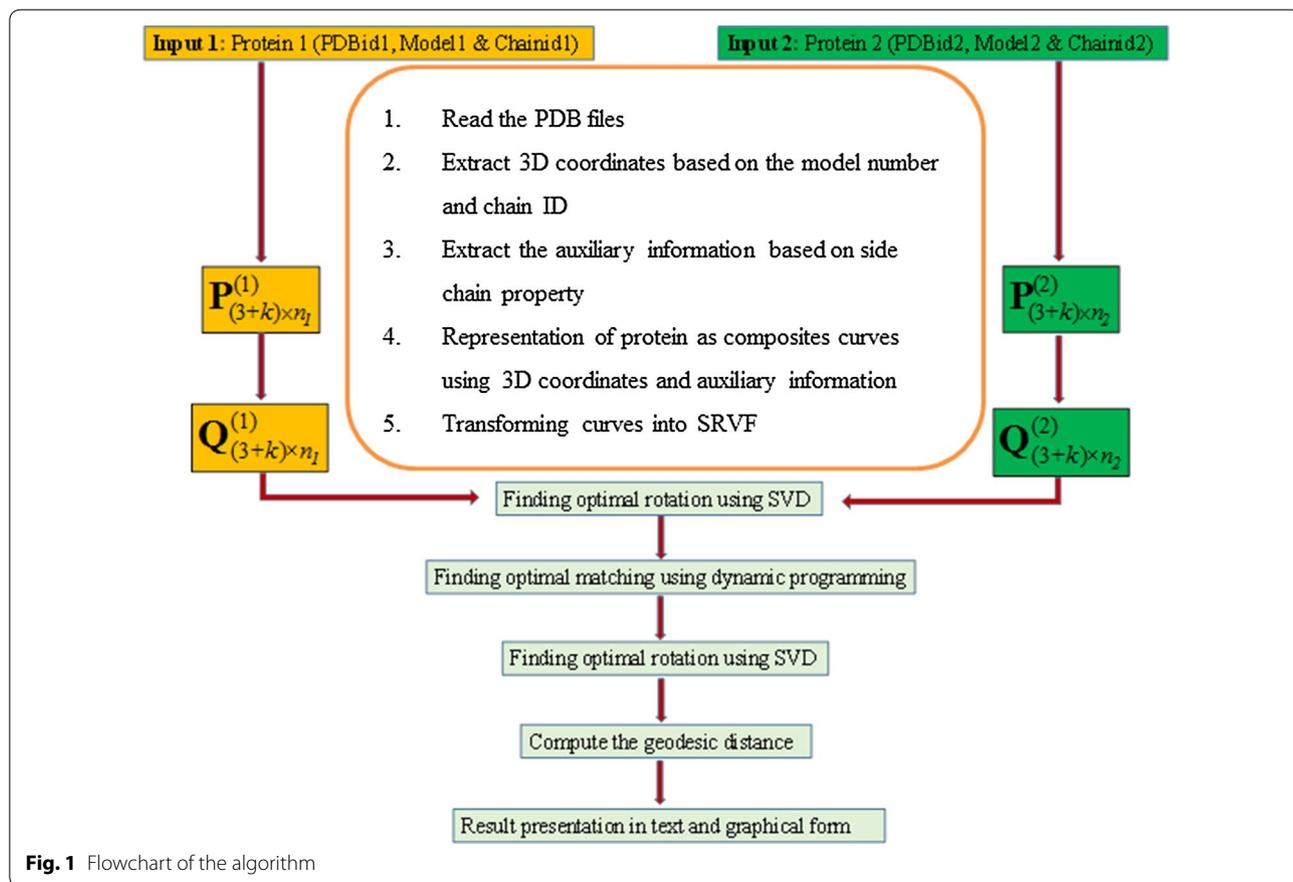 Input 1: Protein 1 (PDBid1, Model1 & Chainid1)
Input 2: Protein 2 (PDBid2, Model2 & Chainid2)
1. Read the PDB files
2. Extract 3D coordinates based on the model number
and chain ID
3. Extract the auxiliary information based on side
chain property
4. Representation of protein as composites curves
using 3D coordinates and auxiliary information
5. Transforming curves into SRVF
P^{(1)}_{(3+k)×n_1}
P^{(2)}_{(3+k)×n_2}
Q^{(1)}_{(3+k)×n_1}
Q^{(2)}_{(3+k)×n_2}
Finding optimal rotation using SVD
Finding optimal matching using dynamic programming
Finding optimal rotation using SVD
Compute the geodesic distance
Result presentation in text and graphical form
Fig. 1 Flowchart of the algorithm